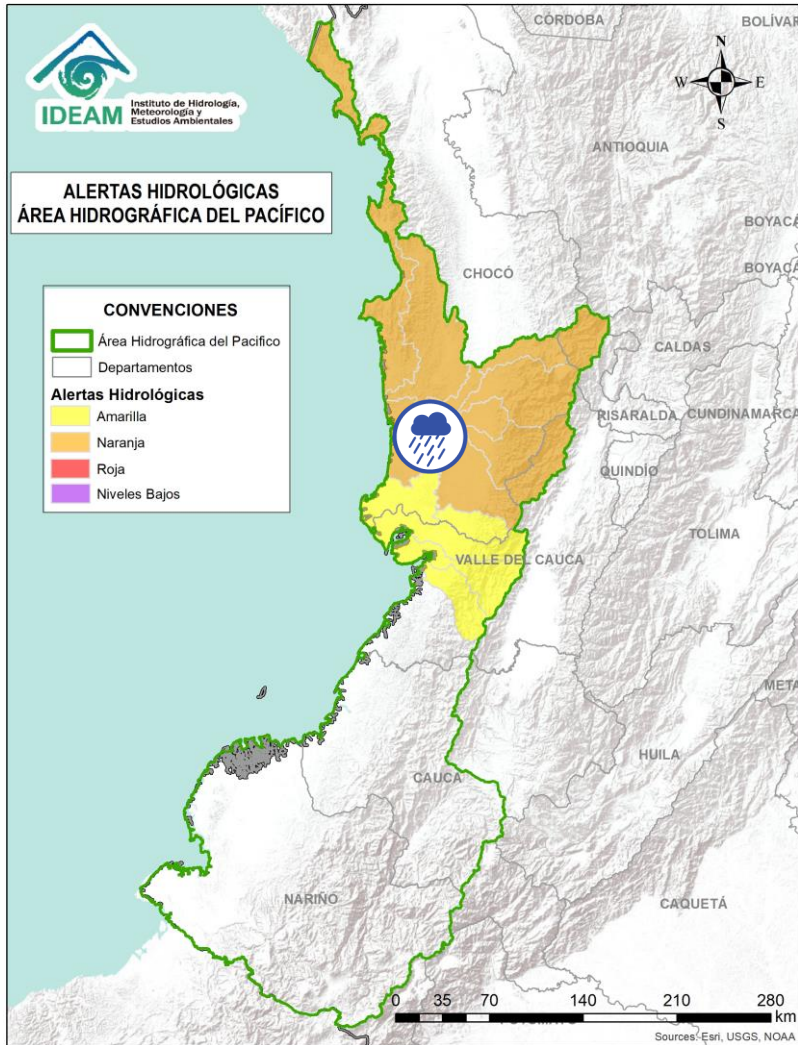 CÓRDOBA
BOLÍVAR
N
W E
S
IDEAM Instituto de Hidrología,
Meteorología y
Estudios Ambientales
ANTIOQUIA
ALERTAS HIDROLÓGICAS
ÁREA HIDROGRÁFICA DEL PACÍFICO
BOYACÁ
BOYACÁ
CHOCÓ
CONVENCIONES
Área Hidrográfica del Pacifico
Departamentos
Alertas Hidrológicas
Amarilla
Naranja
Roja
Niveles Bajos
CALDAS
RISARALDA
CUNDINAMARCA
QUINDÍO
TOLIMA
VALLE DEL CAUCA
META
HUILA
CAUCA
NARIÑO
CAQUETÁ
0 35 70 140 210 280
km
Sources: Esri, USGS, NOAA